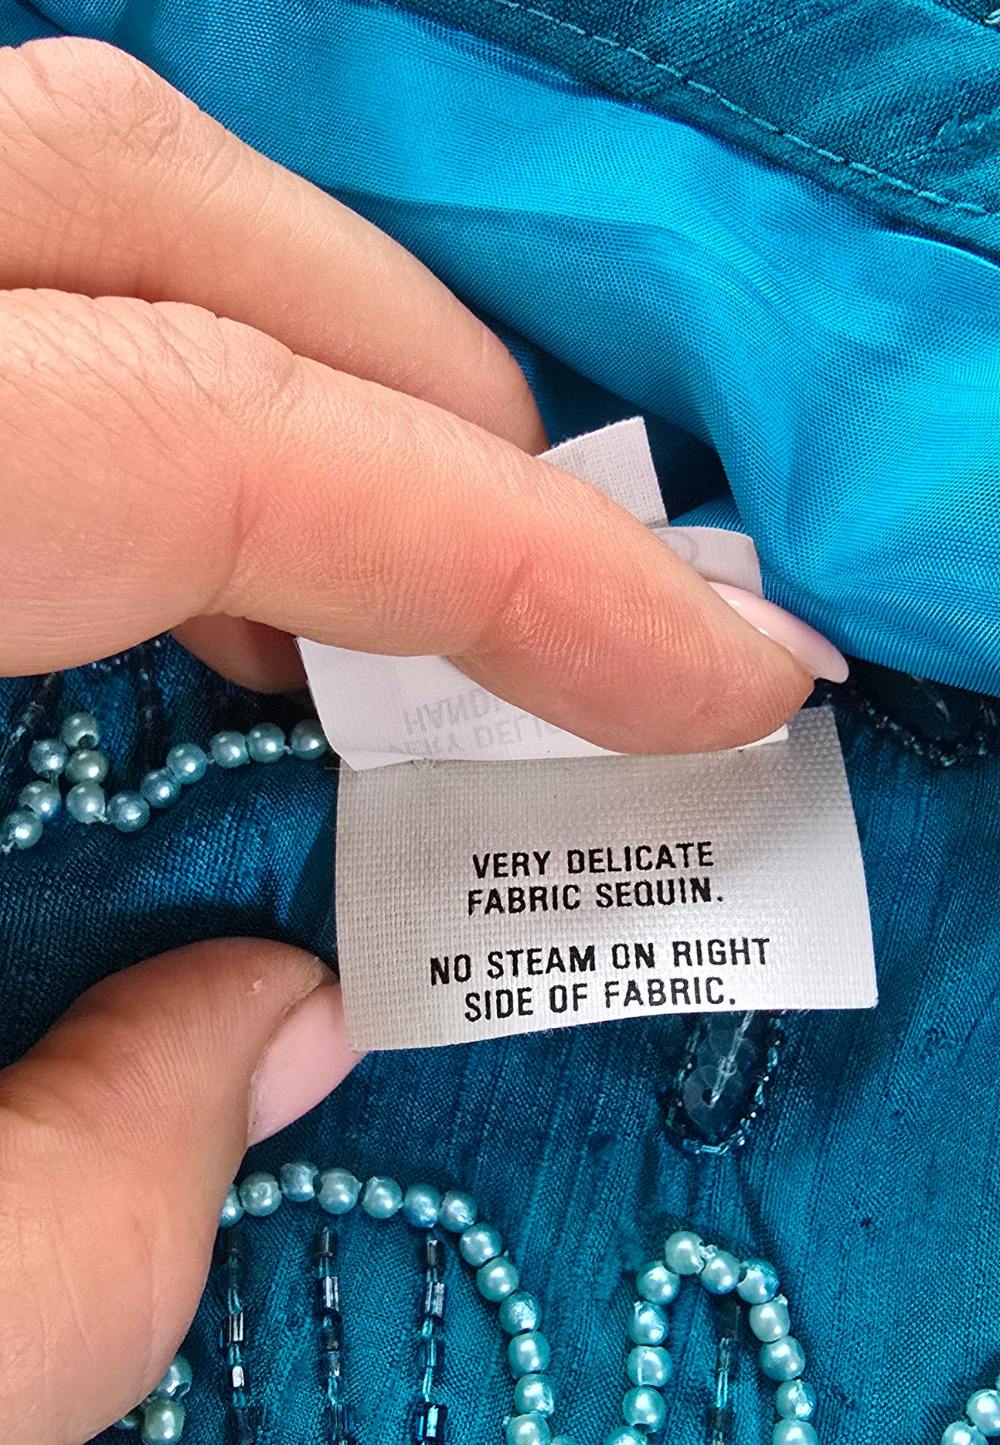 VERY DELICATE
FABRIC SEQUIN.
NO STEAM ON RIGHT
SIDE OF FABRIC.